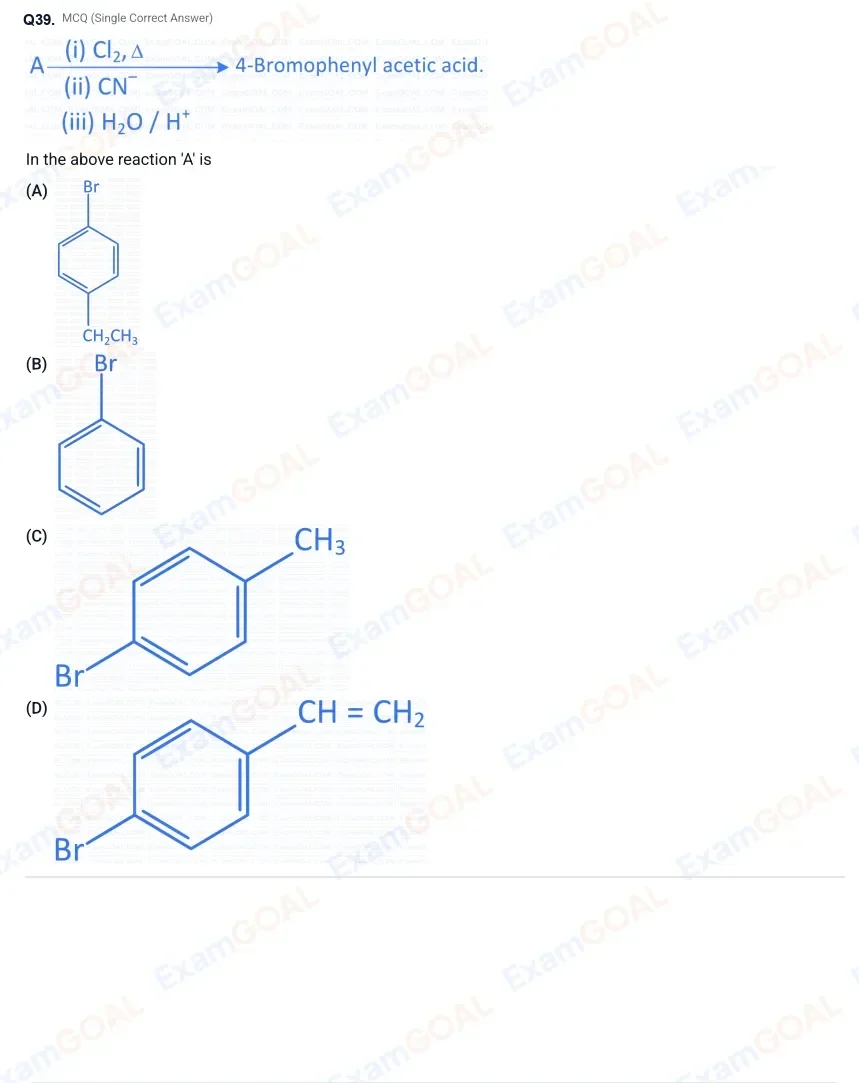 Q39. MCQ (Single Correct Answer)
A (i) Cl₂, Δ (ii) CN⁻ (iii) H₂O / H⁺ → 4-Bromophenyl acetic acid.
In the above reaction 'A' is
(A)
Br
CH₂CH₃
(B)
Br
(C)
CH₃
Br
(D)
CH = CH₂
Br
ExamGOAL